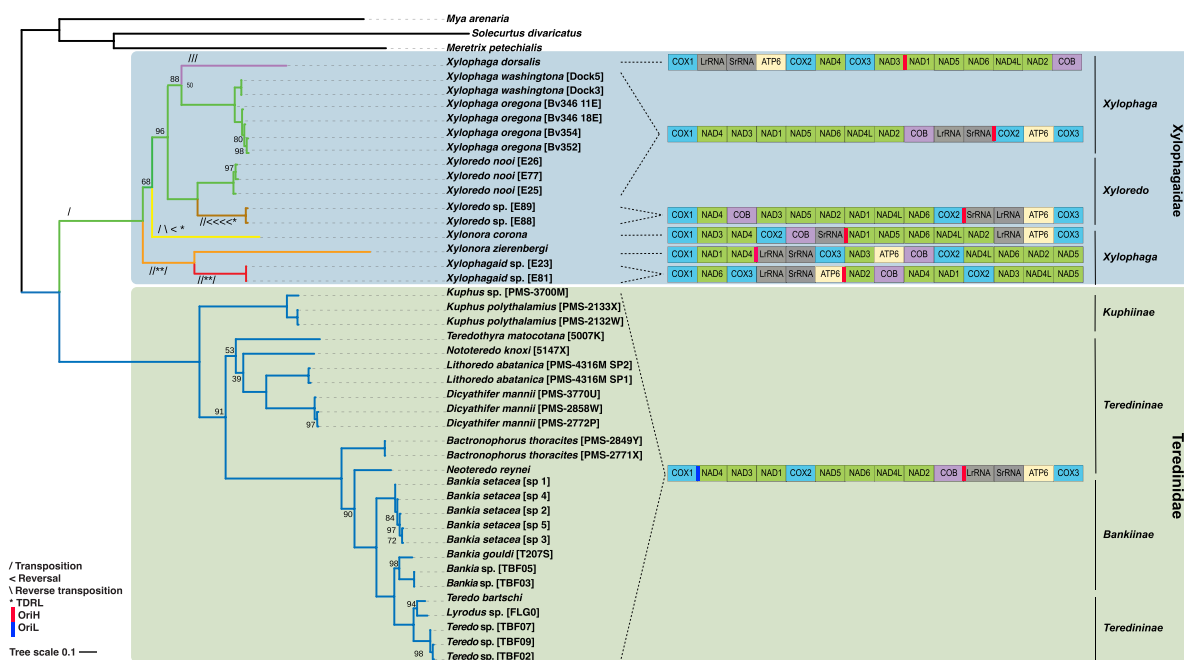 Mya arenaria
Solecurtus divaricatus
Meretrix petechialis
///
Xylophaga dorsalis
COX1 LrRNA SrRNA ATP6 COX2 NAD4 COX3 NAD3 NAD1 NAD5 NAD6 NAD4L NAD2 COB
88
50
Xylophaga washingtona [Dock5]
Xylophaga washingtona [Dock3]
Xylophaga oregona [Bv346 11E]
Xylophaga
Xylophaga oregona [Bv346 18E]
96
80
Xylophaga oregona [Bv354]
COX1 NAD4 NAD3 NAD1 NAD5 NAD6 NAD4L NAD2 COB LrRNA SrRNA COX2 ATP6 COX3
98
Xylophaga oregona [Bv352]
Xylophagaidae
97
Xyloredo nooi [E26]
68
Xyloredo nooi [E77]
Xyloredo nooi [E25]
Xyloredo
/
Xyloredo sp. [E89]
//<<<<*
Xyloredo sp. [E88]
COX1 NAD4 COB NAD3 NAD5 NAD2 NAD1 NAD4L NAD6 COX2 SrRNA LrRNA ATP6 COX3
/ \ < *
Xylonora corona
COX1 NAD3 NAD4 COX2 COB SrRNA NAD1 NAD5 NAD6 NAD4L NAD2 LrRNA ATP6 COX3
Xylonora zierenbergi
COX1 NAD1 NAD4 LrRNA SrRNA COX3 NAD3 ATP6 COB COX2 NAD4L NAD6 NAD2 NAD5
Xylophaga
//**/
Xylophagaid sp. [E23]
//**/
Xylophagaid sp. [E81]
COX1 NAD6 COX3 LrRNA SrRNA ATP6 NAD2 COB NAD4 NAD1 COX2 NAD3 NAD4L NAD5
Kuphus sp. [PMS-3700M]
Kuphus polythalamius [PMS-2133X]
Kuphiinae
Kuphus polythalamius [PMS-2132W]
Teredothyra matocotana [5007K]
53
Nototeredo knoxi [5147X]
Lithoredo abatanica [PMS-4316M SP2]
39
Lithoredo abatanica [PMS-4316M SP1]
Dicyathifer mannii [PMS-3770U]
Teredininae
91
Dicyathifer mannii [PMS-2858W]
97
Dicyathifer mannii [PMS-2772P]
Bactronophorus thoracites [PMS-2849Y]
Bactronophorus thoracites [PMS-2771X]
Teredinidae
Neoteredo reynei
COX1 NAD4 NAD3 NAD1 COX2 NAD5 NAD6 NAD4L NAD2 COB LrRNA SrRNA ATP6 COX3
Bankia setacea [sp 1]
Bankia setacea [sp 4]
90
Bankia setacea [sp 2]
84
Bankia setacea [sp 5]
97
Bankia setacea [sp 3]
72
Bankiinae
Bankia gouldi [T207S]
98
Bankia sp. [TBF05]
Bankia sp. [TBF03]
Teredo bartschi
94
Lyrodus sp. [FLG0]
Teredo sp. [TBF07]
Teredininae
Teredo sp. [TBF09]
98
Teredo sp. [TBF02]
/ Transposition
< Reversal
\ Reverse transposition
* TDRL
OriH
OriL
Tree scale 0.1